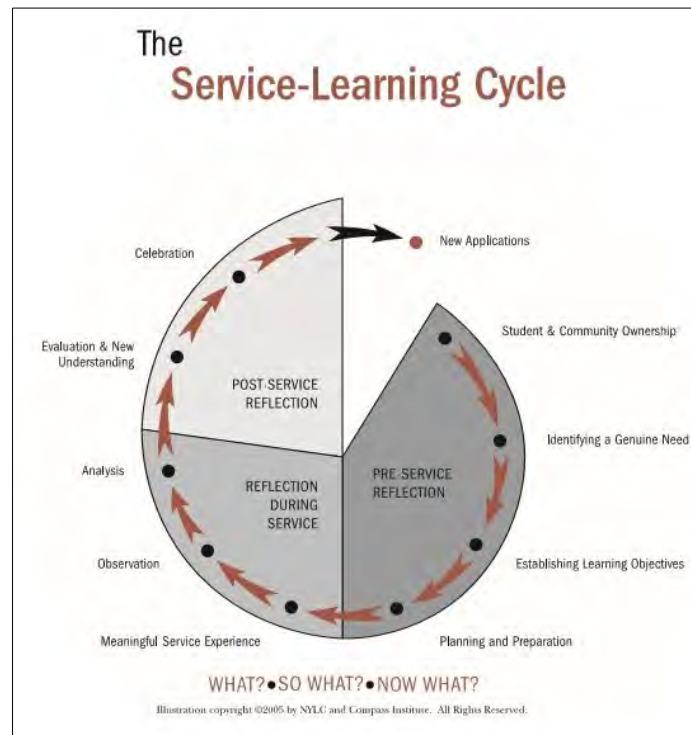 The
Service-Learning Cycle
New Applications
Celebration
Student & Community Ownership
Evaluation & New
Understanding
POST-SERVICE
REFLECTION
Identifying a Genuine Need
Analysis
REFLECTION
DURING
SERVICE
PRE-SERVICE
REFLECTION
Observation
Establishing Learning Objectives
Meaningful Service Experience
Planning and Preparation
WHAT?●SO WHAT?●NOW WHAT?
Illustration copyright ©2005 by NYLC and Compass Institute. All Rights Reserved.